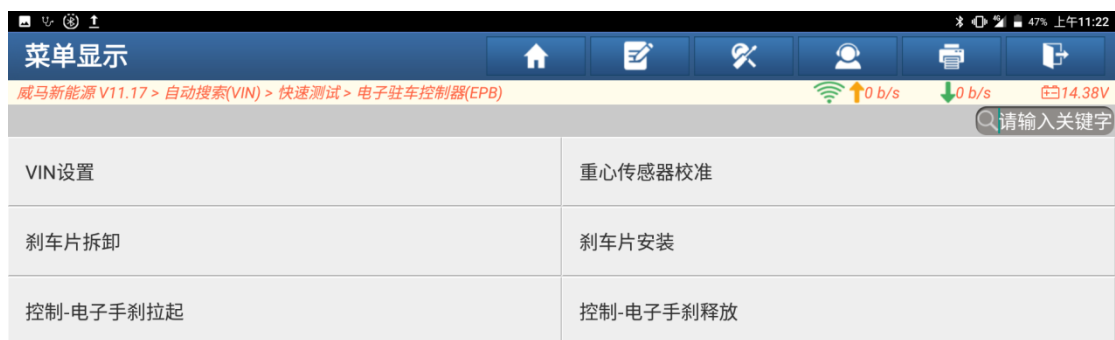 47% 上午11:22
菜单显示
威马新能源 V11.17 > 自动搜索(VIN) > 快速测试 > 电子驻车控制器(EPB) 0 b/s 0 b/s 14.38V
请输入关键字
VIN设置 重心传感器校准
刹车片拆卸 刹车片安装
控制-电子手刹拉起 控制-电子手刹释放